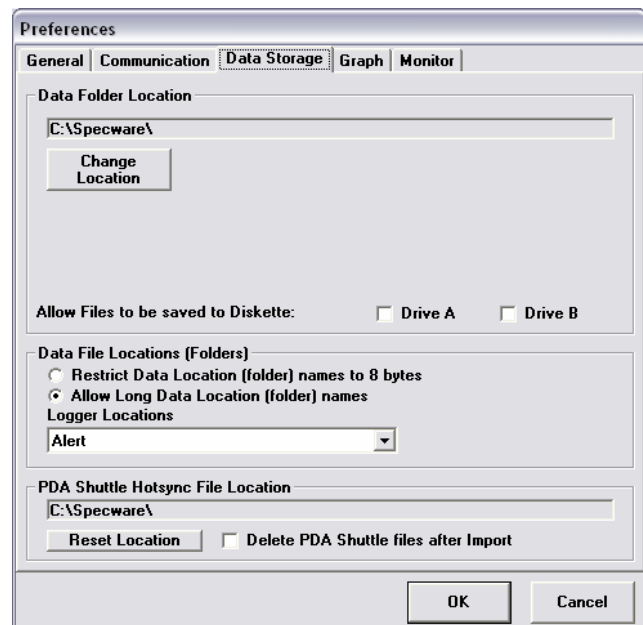 Preferences
General Communication Data Storage Graph Monitor
Data Folder Location
C:\Specware\
Change
Location
Allow Files to be saved to Diskette: Drive A Drive B
Data File Locations (Folders)
Restrict Data Location (folder) names to 8 bytes
Allow Long Data Location (folder) names
Logger Locations
Alert
PDA Shuttle Hotsync File Location
C:\Specware\
Reset Location Delete PDA Shuttle files after Import
OK Cancel